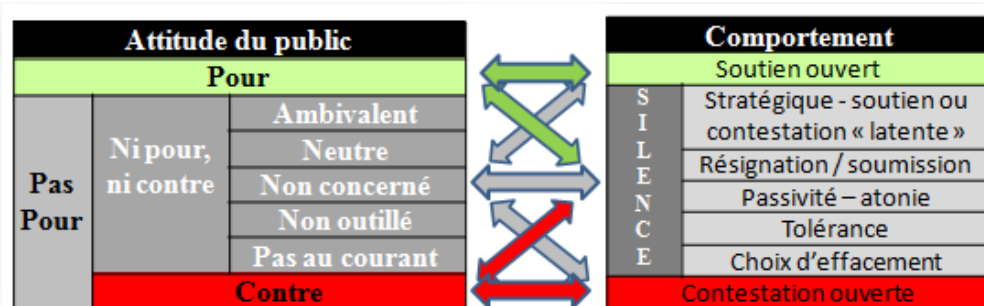 Attitude du public
Pour
Pas
Pour
Ni pour,
ni contre
Ambivalent
Neutre
Non concerné
Non outillé
Pas au courant
Contre
Comportement
Soutien ouvert
S
I
L
E
N
C
E
Stratégique - soutien ou
contestation « latente »
Résignation / soumission
Passivité – atonie
Tolérance
Choix d’effacement
Contestation ouverte